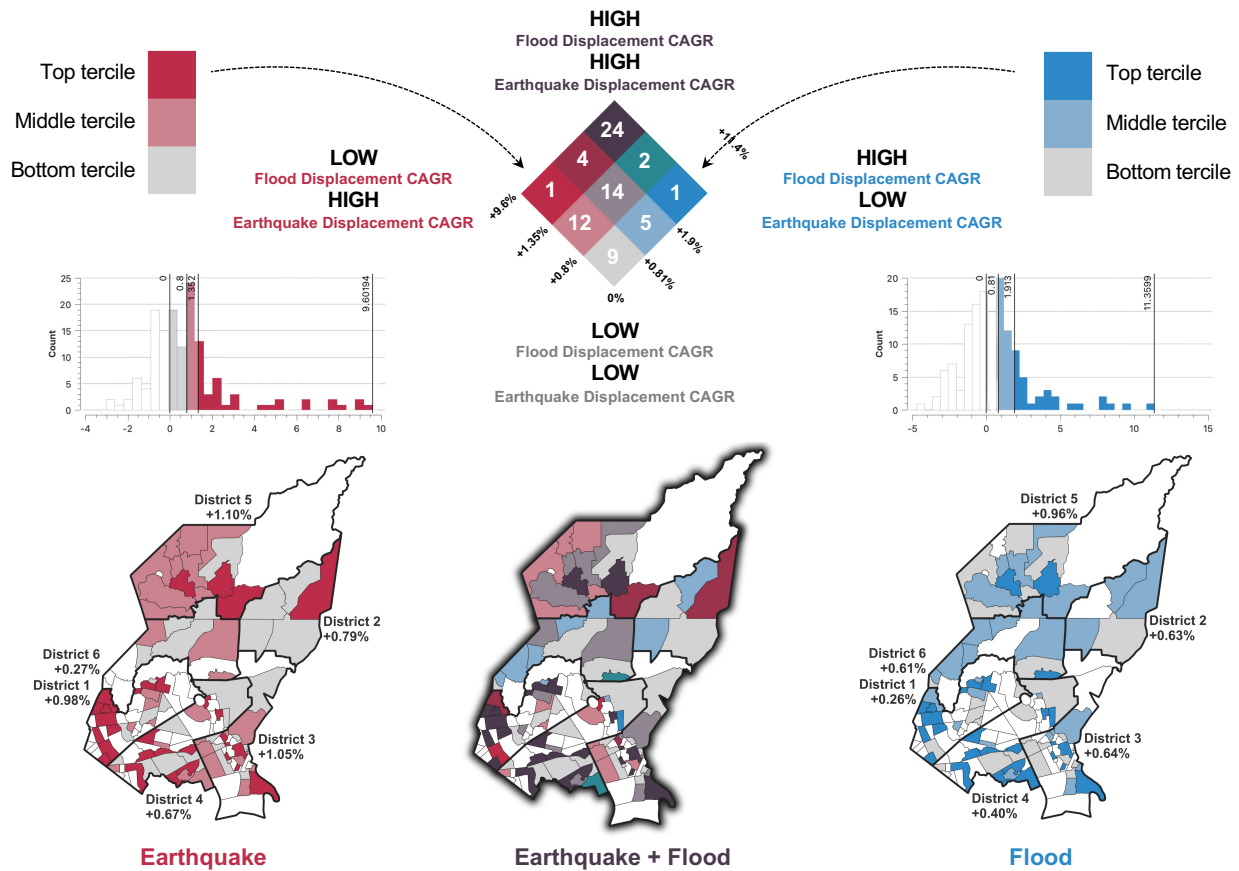 HIGH
Flood Displacement CAGR
HIGH
Earthquake Displacement CAGR
Top tercile
Middle tercile
Bottom tercile
Top tercile
Middle tercile
Bottom tercile
LOW
Flood Displacement CAGR
HIGH
Earthquake Displacement CAGR
HIGH
Flood Displacement CAGR
LOW
Earthquake Displacement CAGR
24
4
2
1
14
1
12
5
9
+9.6%
+1.35%
+0.8%
0%
+0.81%
+1.9%
+11.4%
LOW
Flood Displacement CAGR
LOW
Earthquake Displacement CAGR
Count
25
20
15
10
5
0
-4
-2
0
2
4
6
8
10
0
0.8
1.352
9.60194
Count
20
15
10
5
0
-5
0
5
10
15
0
0.81
1.913
11.3599
District 5
+1.10%
District 2
+0.79%
District 6
+0.27%
District 1
+0.98%
District 3
+1.05%
District 4
+0.67%
District 5
+0.96%
District 2
+0.63%
District 6
+0.61%
District 1
+0.26%
District 3
+0.64%
District 4
+0.40%
Earthquake
Earthquake + Flood
Flood